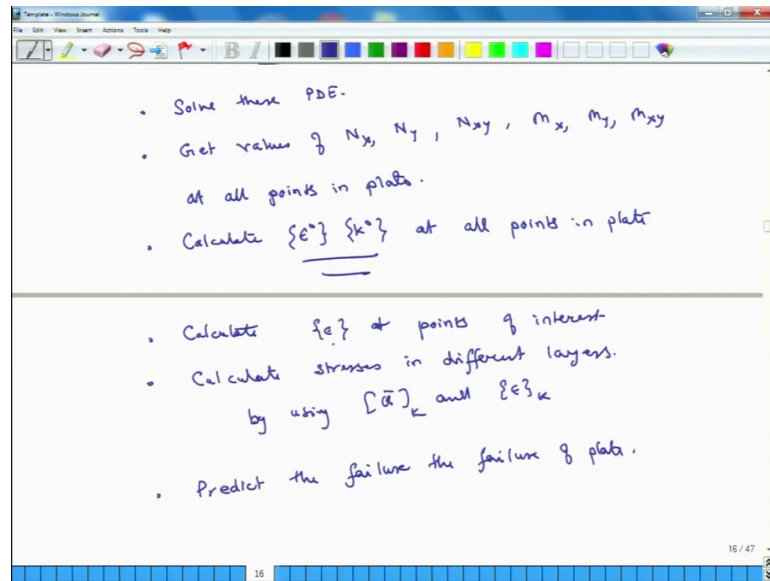 Template - Windows Journal
File Edit View Insert Actions Tools Help
B I
• Solve these PDE.
• Get values of Nx, Ny, Nxy, Mx, My, Mxy
at all points in plate.
• Calculate {ε°} {k°} at all points in plate
• Calculate {ε} at points of interest
• Calculate stresses in different layers.
by using [Q̄]K and {ε}K
• Predict the failure the failure of plate.
16 / 47
16